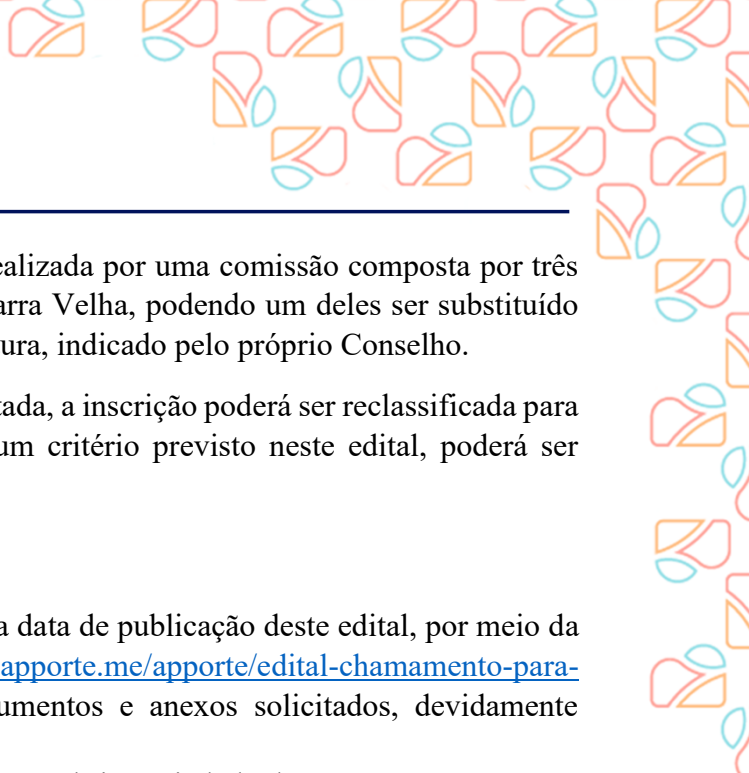 ealizada por uma comissão composta por três
arra Velha, podendo um deles ser substituído
ura, indicado pelo próprio Conselho.
tada, a inscrição poderá ser reclassificada para
um critério previsto neste edital, poderá ser
a data de publicação deste edital, por meio da
apporte.me/apporte/edital-chamamento-para-
umentos e anexos solicitados, devidamente